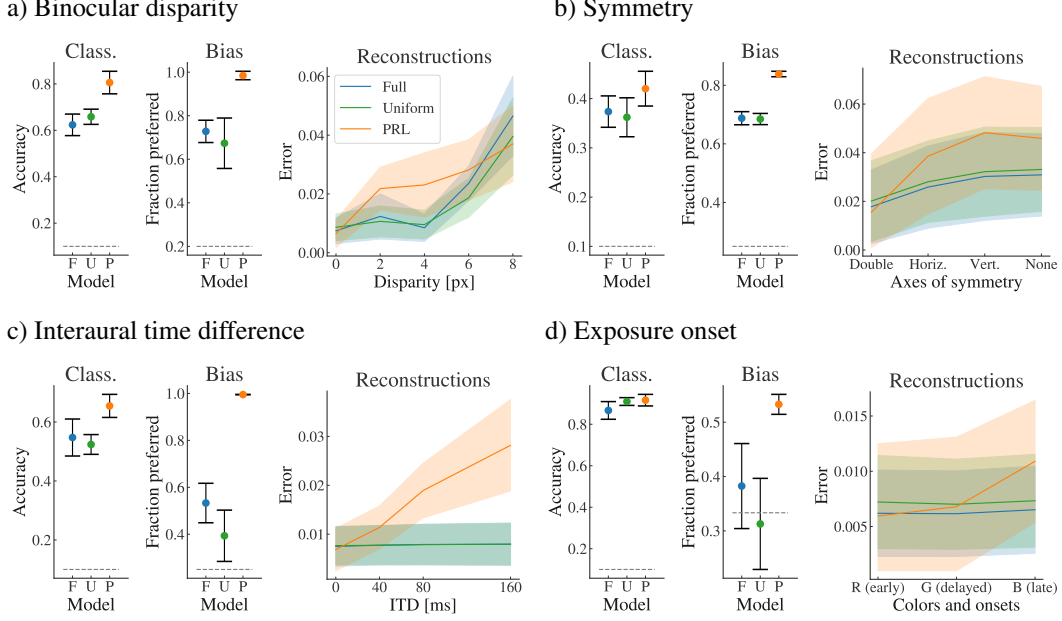 a) Binocular disparity
Class.
Bias
Reconstructions
Accuracy
0.8
0.6
0.4
0.2
F U P
Model
Fraction preferred
1.0
0.8
0.6
0.4
0.2
F U P
Model
Error
0.06
0.04
0.02
0.00
Full
Uniform
PRL
0 2 4 6 8
Disparity [px]
b) Symmetry
Class.
Bias
Reconstructions
Accuracy
0.4
0.3
0.2
0.1
F U P
Model
Fraction preferred
0.8
0.6
0.4
F U P
Model
Error
0.06
0.04
0.02
0.00
Double Horiz. Vert. None
Axes of symmetry
c) Interaural time difference
Class.
Bias
Reconstructions
Accuracy
0.6
0.4
0.2
F U P
Model
Fraction preferred
1.0
0.8
0.6
0.4
F U P
Model
Error
0.03
0.02
0.01
0 40 80 160
ITD [ms]
d) Exposure onset
Class.
Bias
Reconstructions
Accuracy
0.8
0.6
0.4
0.2
F U P
Model
Fraction preferred
0.5
0.4
0.3
F U P
Model
Error
0.015
0.010
0.005
R (early) G (delayed) B (late)
Colors and onsets